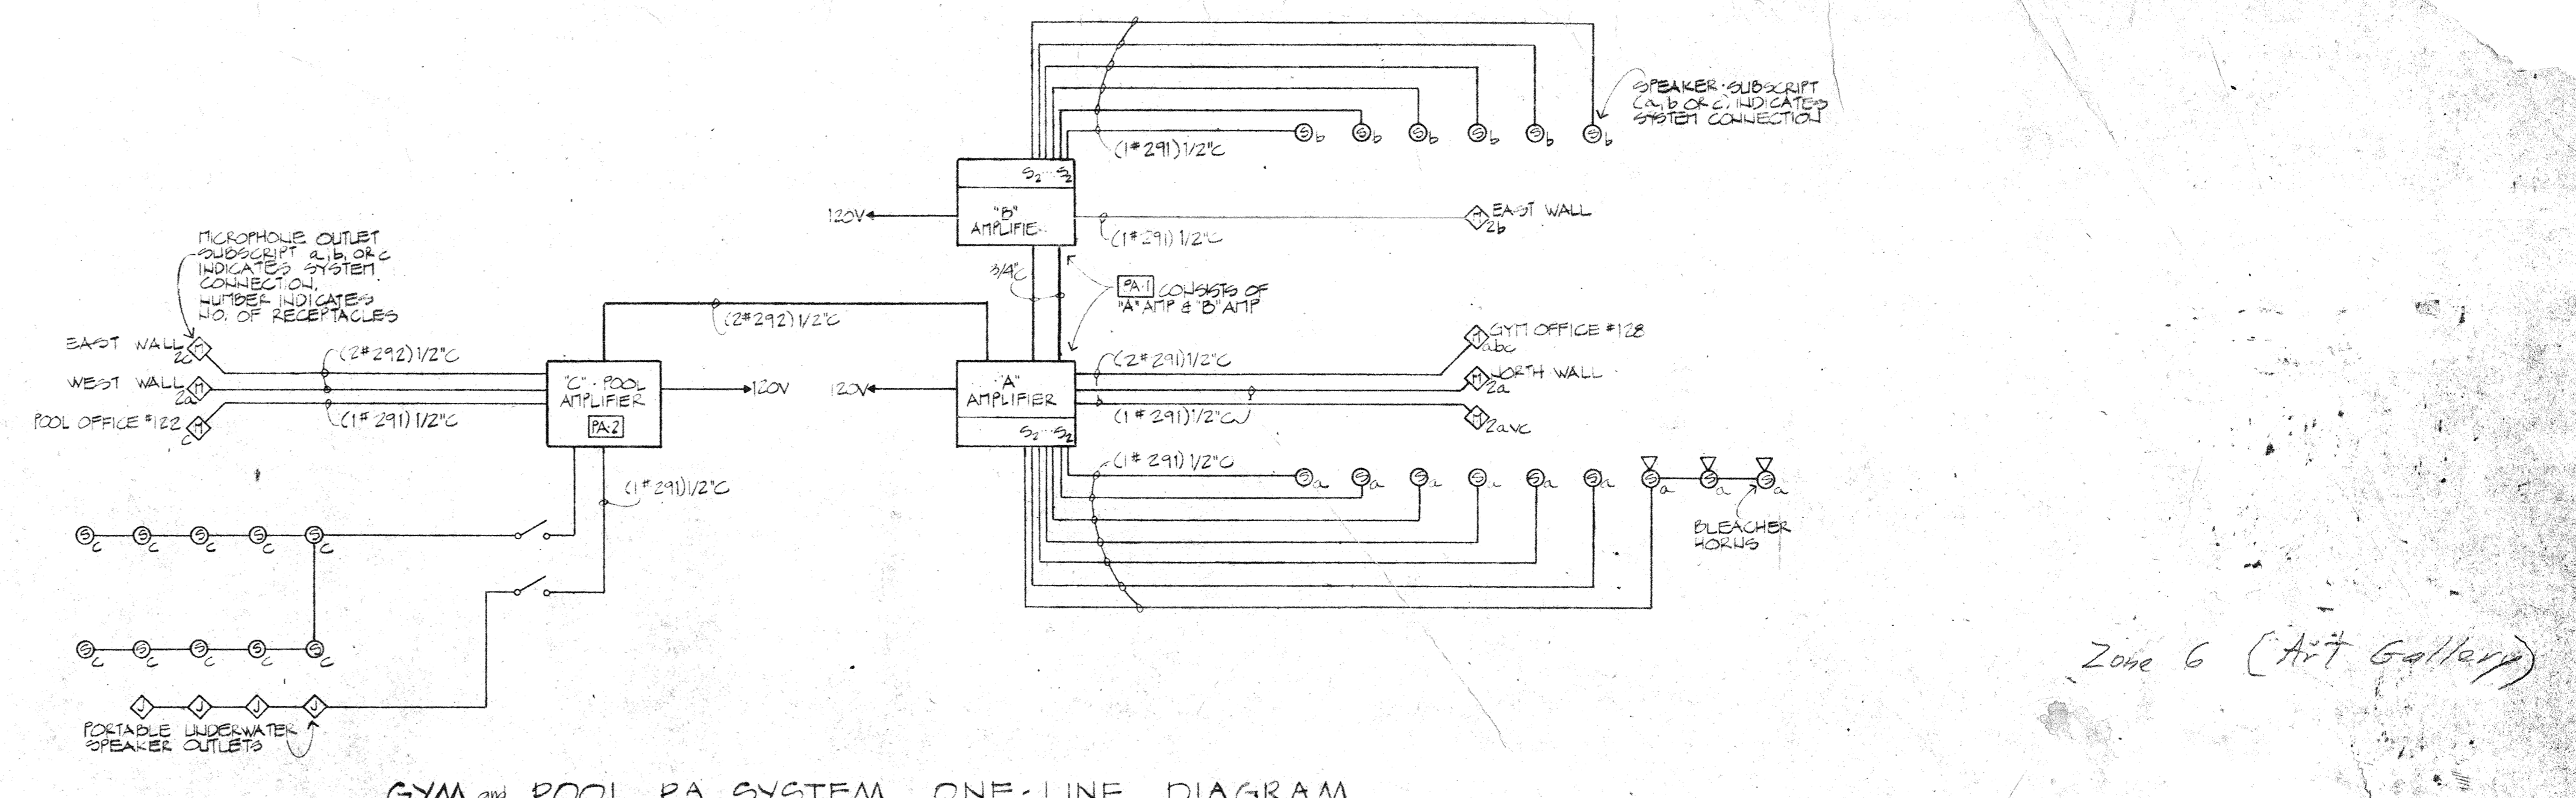 SPEAKER · SUBSCRIPT
(a, b OR c) INDICATES
SYSTEM CONNECTION
S b S b S b S b S b S b
(1# 291) 1/2"C
S2 ... S2
"B"
AMPLIFIE
120V
M EAST WALL
2b
(1#291) 1/2"C
3/4"C
PA·1 CONSISTS OF
"A" AMP & "B" AMP
MICROPHONE OUTLET
SUBSCRIPT a, b, OR c
INDICATES SYSTEM
CONNECTION.
NUMBER INDICATES
NO. OF RECEPTACLES
(2#292) 1/2"C
EAST WALL M
2c
(2#292) 1/2"C
WEST WALL M
2a
(1#291) 1/2"C
POOL OFFICE #122 M
c
"C" - POOL
AMPLIFIER
PA·2
120V
120V
"A"
AMPLIFIER
S2 ... S2
(2#291) 1/2"C
M GYM OFFICE #128
abc
M NORTH WALL
2a
(1#291) 1/2"C
M
(1#291) 1/2"C
S a S a S a S a S a S a S a S a S a
BLEACHER
HORNS
(1#291) 1/2"C
S c S c S c S c S c
S c S c S c S c S c
J J J J
PORTABLE UNDERWATER
SPEAKER OUTLETS
Zone 6 (Art Gallery)
GYM and POOL PA SYSTEM ONE-LINE DIAGRAM